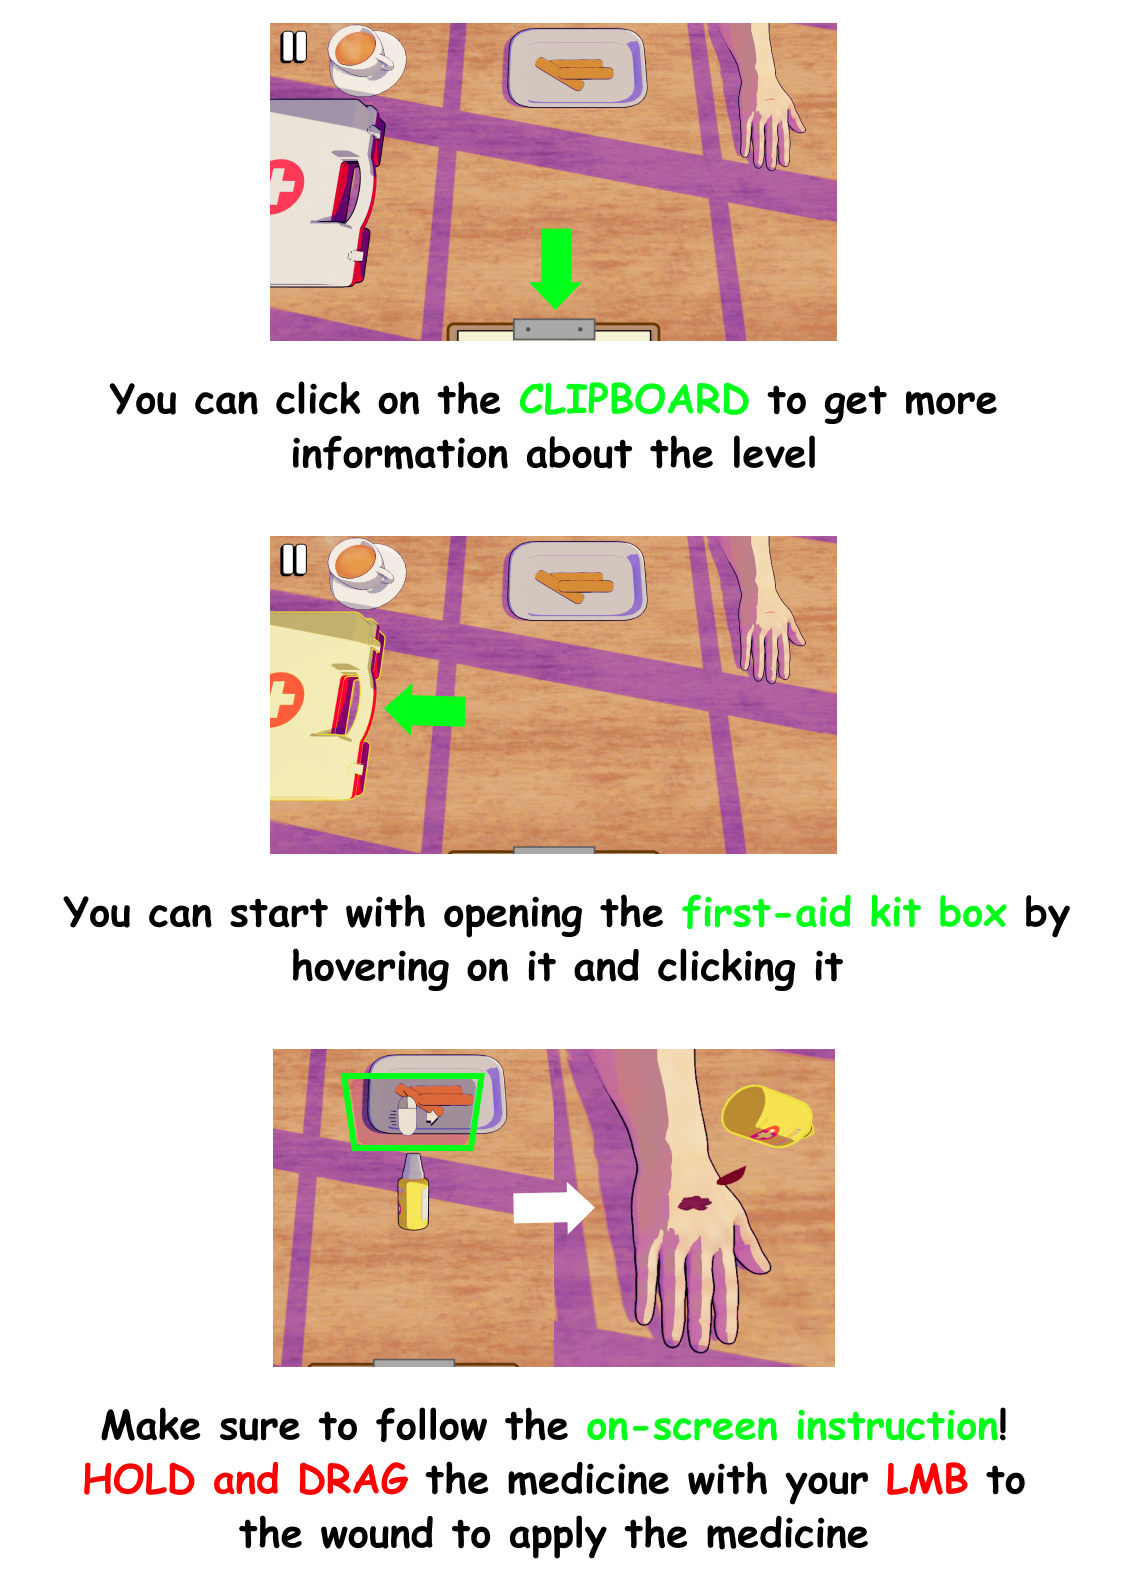 You can click on the CLIPBOARD to get more
information about the level
You can start with opening the first-aid kit box by
hovering on it and clicking it
Make sure to follow the on-screen instruction!
HOLD and DRAG the medicine with your LMB to
the wound to apply the medicine